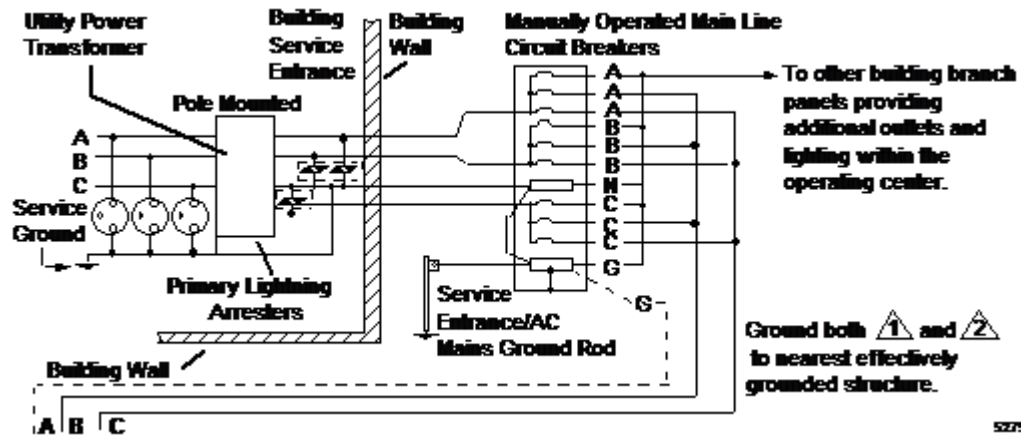 Utility Power
Transformer
Building
Service
Entrance
Building
Wall
Manually Operated Main Line
Circuit Breakers
Pole Mounted
A
B
C
Service
Ground
Primary Lightning
Arresters
Building Wall
A
A
A
B
B
B
N
C
C
C
G
To other building branch
panels providing
additional outlets and
lighting within the
operating center.
Service
Entrance/AC
Mains Ground Rod
G
Ground both 1 and 2
to nearest effectively
grounded structure.
A B C